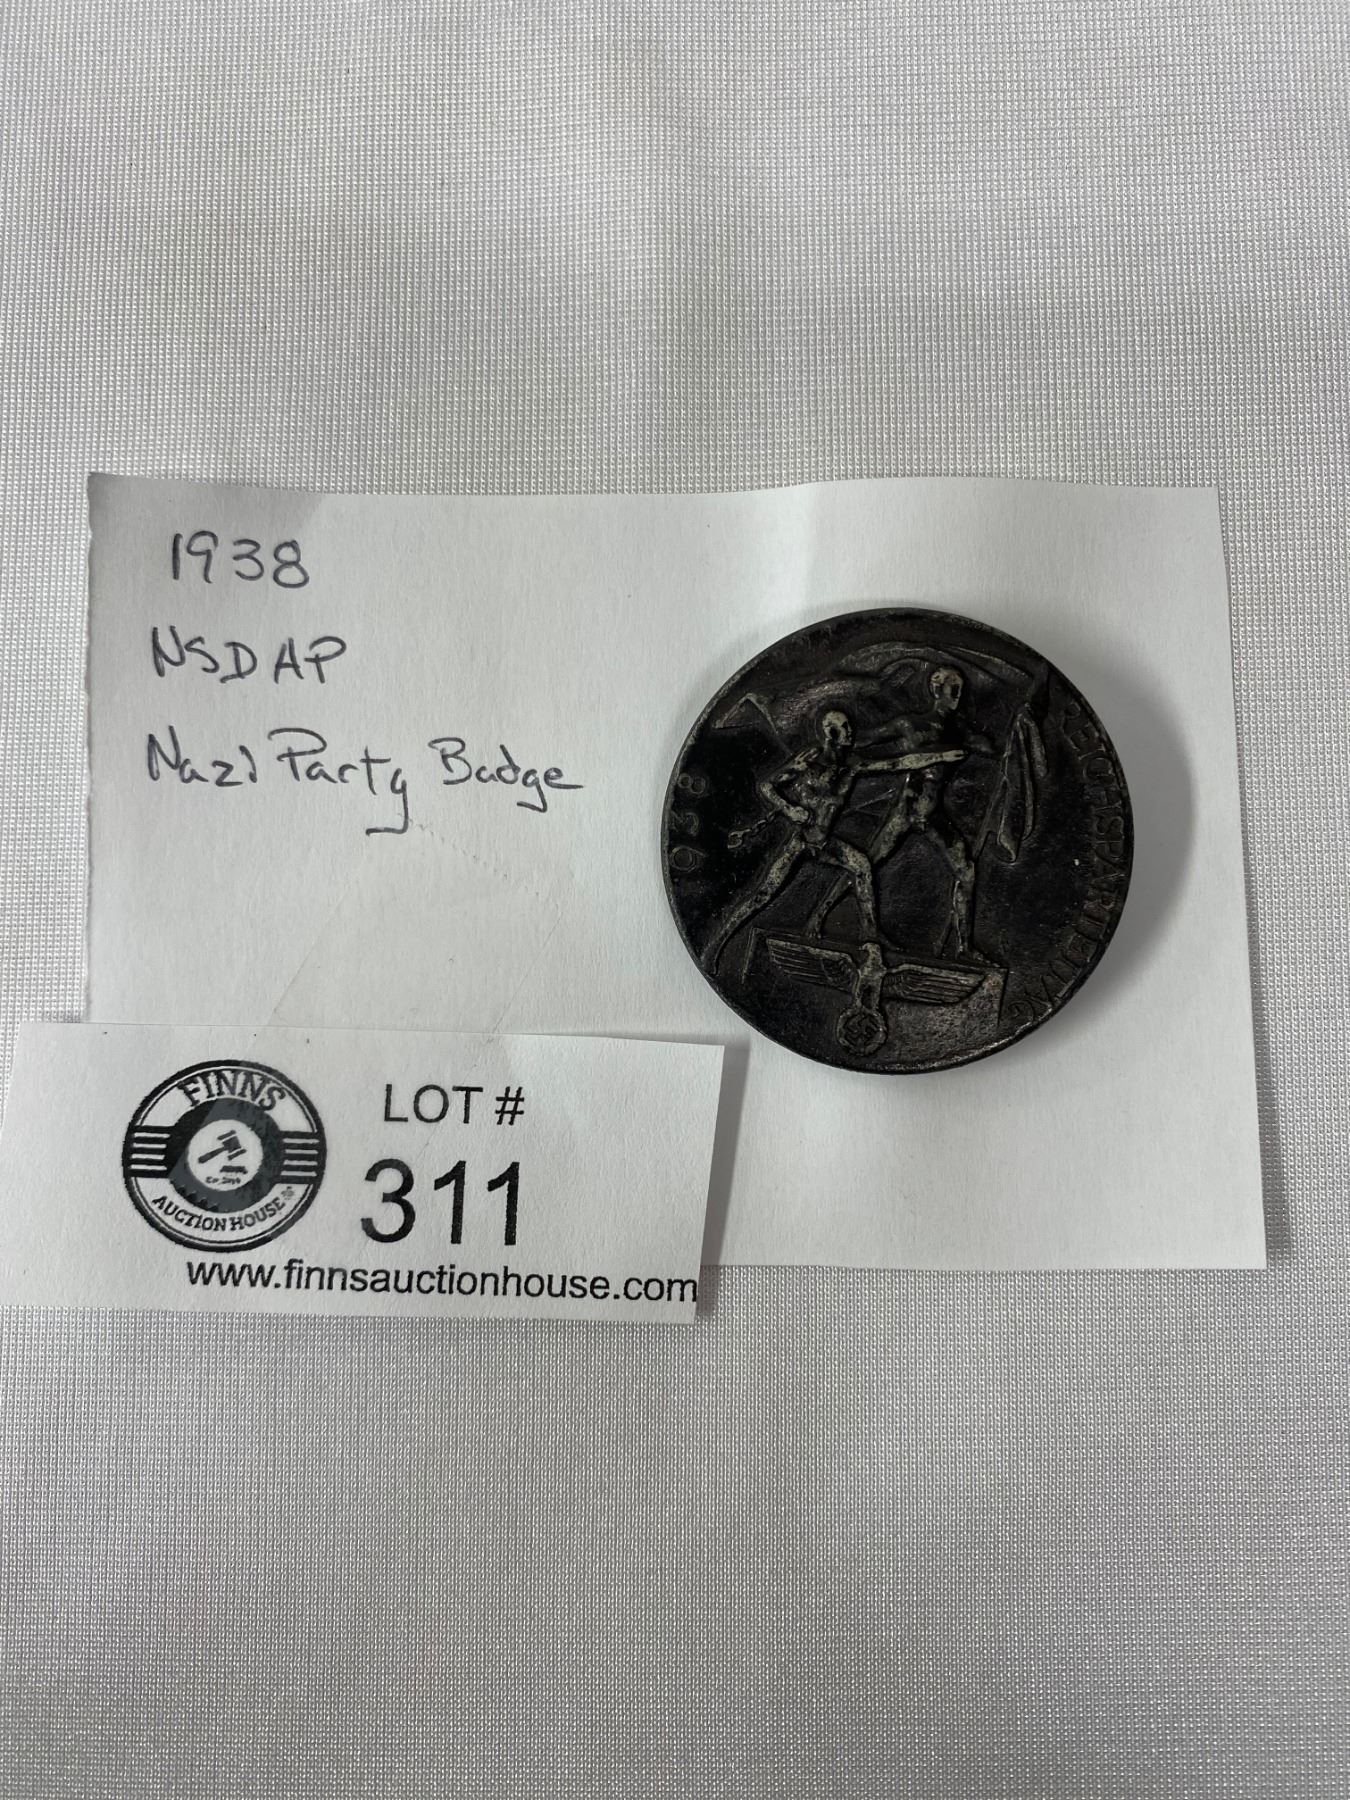 1938
NSDAP
Nazi Party Badge
REICHSPARTEITAG
1938
FINNS
AUCTION HOUSE
LOT #
311
www.finnsauctionhouse.com